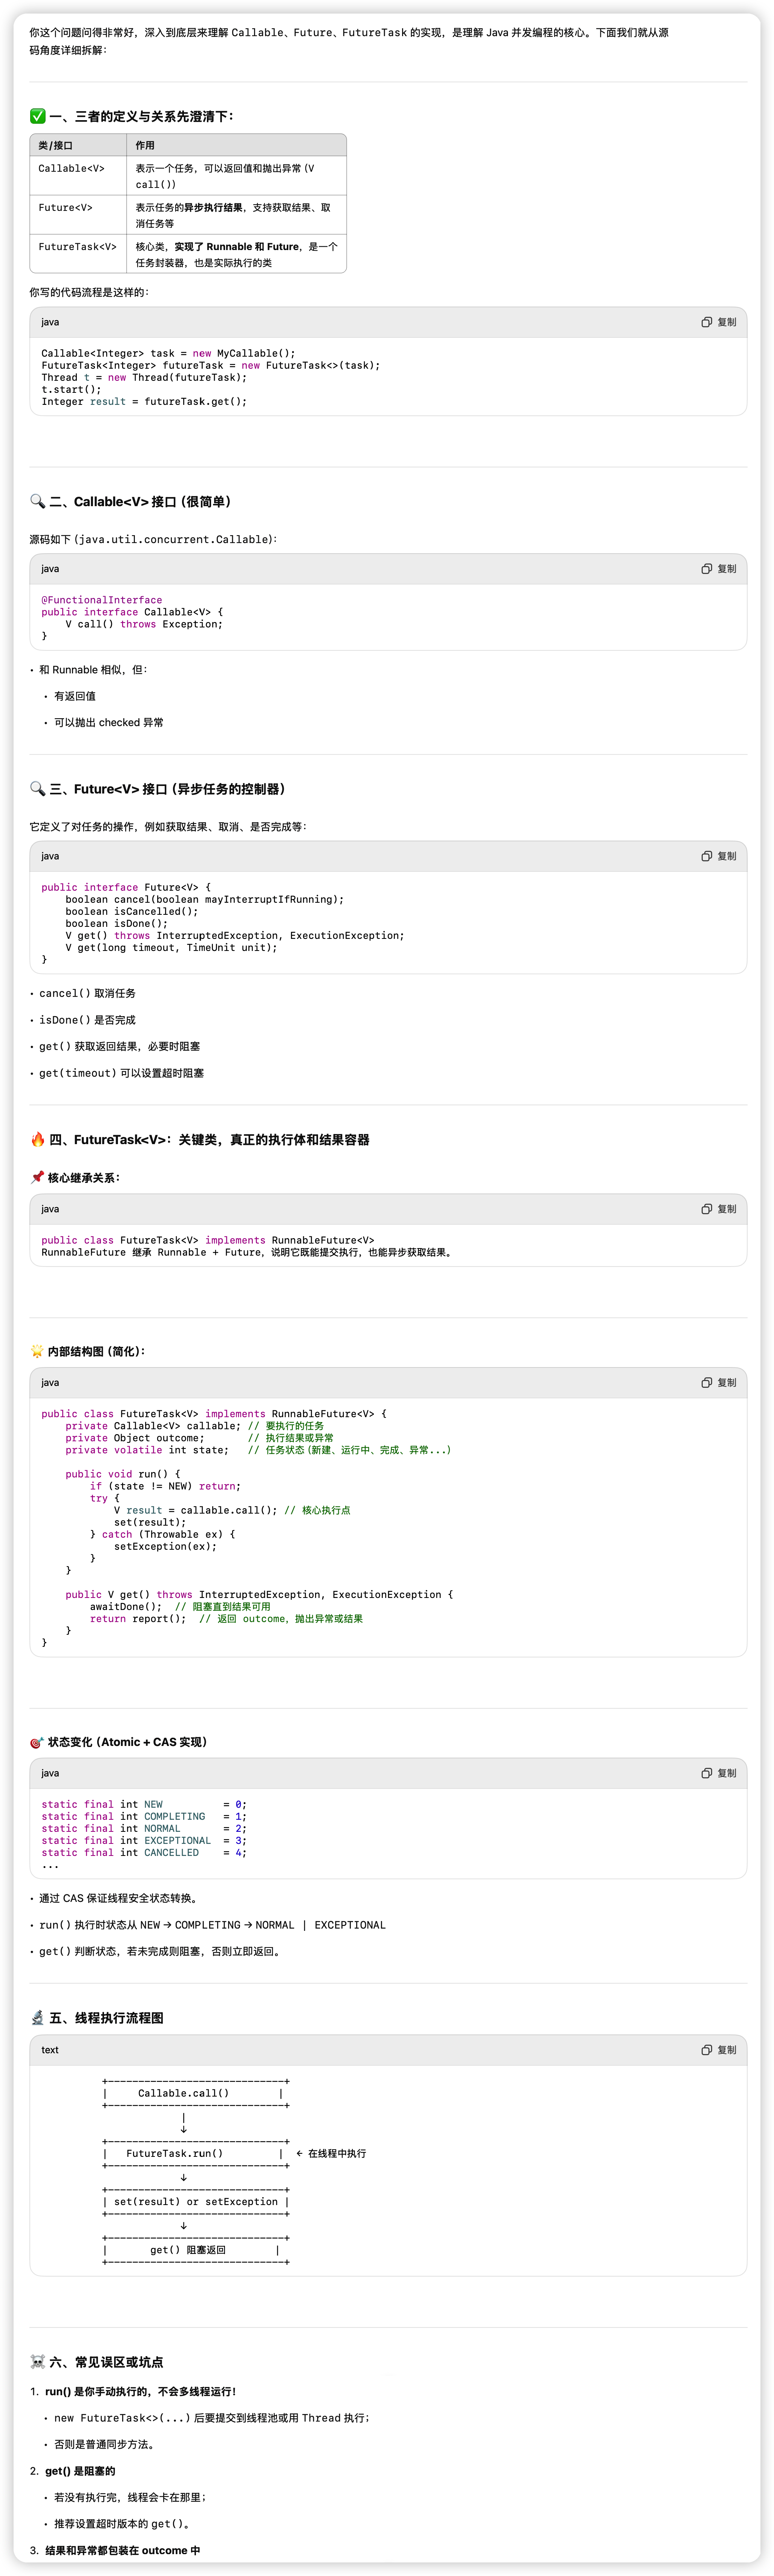 你这个问题问得非常好，深入到底层来理解 Callable、Future、FutureTask 的实现，是理解 Java 并发编程的核心。下面我们就从源
码角度详细拆解：
✅ 一、三者的定义与关系先澄清下：
类/接口 作用
Callable<V> 表示一个任务，可以返回值和抛出异常 (V
call())
Future<V> 表示任务的异步执行结果，支持获取结果、取
消任务等
FutureTask<V> 核心类，实现了 Runnable 和 Future，是一个
任务封装器，也是实际执行的类
你写的代码流程是这样的：
java 复制
Callable<Integer> task = new MyCallable();
FutureTask<Integer> futureTask = new FutureTask<>(task);
Thread t = new Thread(futureTask);
t.start();
Integer result = futureTask.get();
🔍 二、Callable<V> 接口 (很简单)
源码如下 (java.util.concurrent.Callable)：
java 复制
@FunctionalInterface
public interface Callable<V> {
    V call() throws Exception;
}
• 和 Runnable 相似，但：
• 有返回值
• 可以抛出 checked 异常
🔍 三、Future<V> 接口 (异步任务的控制器)
它定义了对任务的操作，例如获取结果、取消、是否完成等：
java 复制
public interface Future<V> {
    boolean cancel(boolean mayInterruptIfRunning);
    boolean isCancelled();
    boolean isDone();
    V get() throws InterruptedException, ExecutionException;
    V get(long timeout, TimeUnit unit);
}
• cancel() 取消任务
• isDone() 是否完成
• get() 获取返回结果，必要时阻塞
• get(timeout) 可以设置超时阻塞
🔥 四、FutureTask<V>：关键类，真正的执行体和结果容器
📌 核心继承关系：
java 复制
public class FutureTask<V> implements RunnableFuture<V>
RunnableFuture 继承 Runnable + Future，说明它既能提交执行，也能异步获取结果。
🌟 内部结构图 (简化)：
java 复制
public class FutureTask<V> implements RunnableFuture<V> {
    private Callable<V> callable; // 要执行的任务
    private Object outcome;       // 执行结果或异常
    private volatile int state;   // 任务状态 (新建、运行中、完成、异常...)
    public void run() {
        if (state != NEW) return;
        try {
            V result = callable.call(); // 核心执行点
            set(result);
        } catch (Throwable ex) {
            setException(ex);
        }
    }
    public V get() throws InterruptedException, ExecutionException {
        awaitDone();  // 阻塞直到结果可用
        return report();  // 返回 outcome，抛出异常或结果
    }
}
🎯 状态变化 (Atomic + CAS 实现)
java 复制
static final int NEW          = 0;
static final int COMPLETING   = 1;
static final int NORMAL       = 2;
static final int EXCEPTIONAL  = 3;
static final int CANCELLED    = 4;
...
• 通过 CAS 保证线程安全状态转换。
• run() 执行时状态从 NEW → COMPLETING → NORMAL | EXCEPTIONAL
• get() 判断状态，若未完成则阻塞，否则立即返回。
🔬 五、线程执行流程图
text 复制
+-----------------------------+
|     Callable.call()        |
+-----------------------------+
|
↓
+-----------------------------+
|   FutureTask.run()         |  ← 在线程中执行
+-----------------------------+
↓
+-----------------------------+
| set(result) or setException |
+-----------------------------+
↓
+-----------------------------+
|       get() 阻塞返回        |
+-----------------------------+
☠️ 六、常见误区或坑点
1. run() 是你手动执行的，不会多线程运行！
• new FutureTask<>(...) 后要提交到线程池或用 Thread 执行；
• 否则是普通同步方法。
2. get() 是阻塞的
• 若没有执行完，线程会卡在那里；
• 推荐设置超时版本的 get()。
3. 结果和异常都包装在 outcome 中